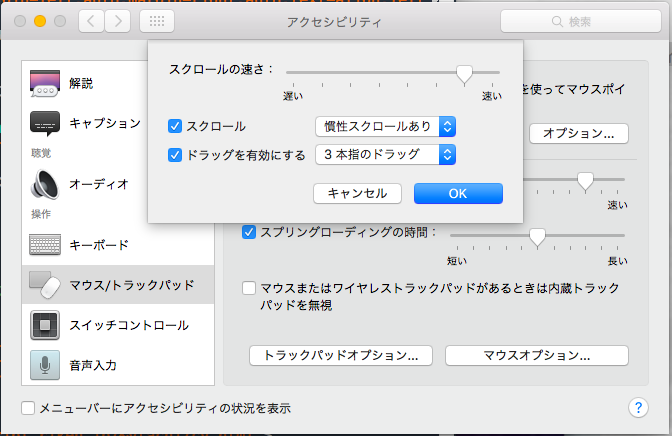 アクセシビリティ
検索
スクロールの速さ：
遅い
速い
スクロール
慣性スクロールあり
ドラッグを有効にする
3 本指のドラッグ
キャンセル
OK
解説
キャプション
聴覚
オーディオ
操作
キーボード
マウス/トラックパッド
スイッチコントロール
音声入力
を使ってマウスポイ
オプション...
速い
スプリングローディングの時間：
短い
長い
マウスまたはワイヤレストラックパッドがあるときは内蔵トラック
パッドを無視
トラックパッドオプション...
マウスオプション...
メニューバーにアクセシビリティの状況を表示
?